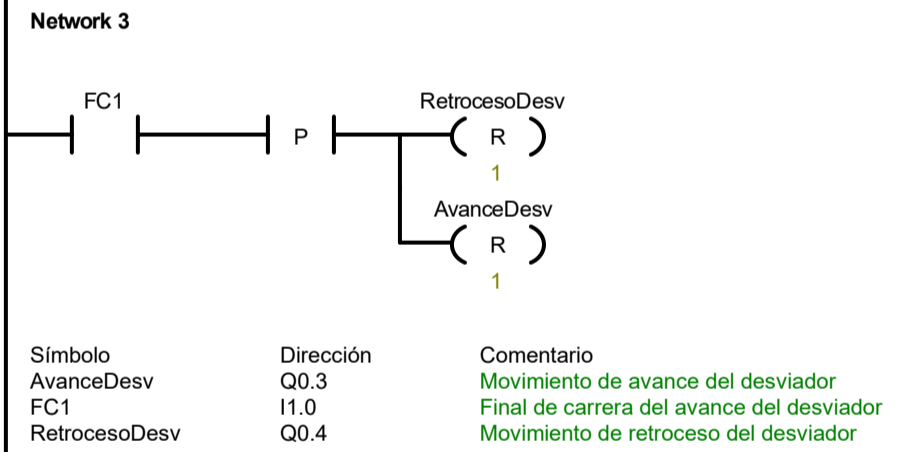 Network 3
FC1
RetrocesoDesv
P
R
1
AvanceDesv
R
1
Símbolo Dirección Comentario
AvanceDesv Q0.3 Movimiento de avance del desviador
FC1 I1.0 Final de carrera del avance del desviador
RetrocesoDesv Q0.4 Movimiento de retroceso del desviador